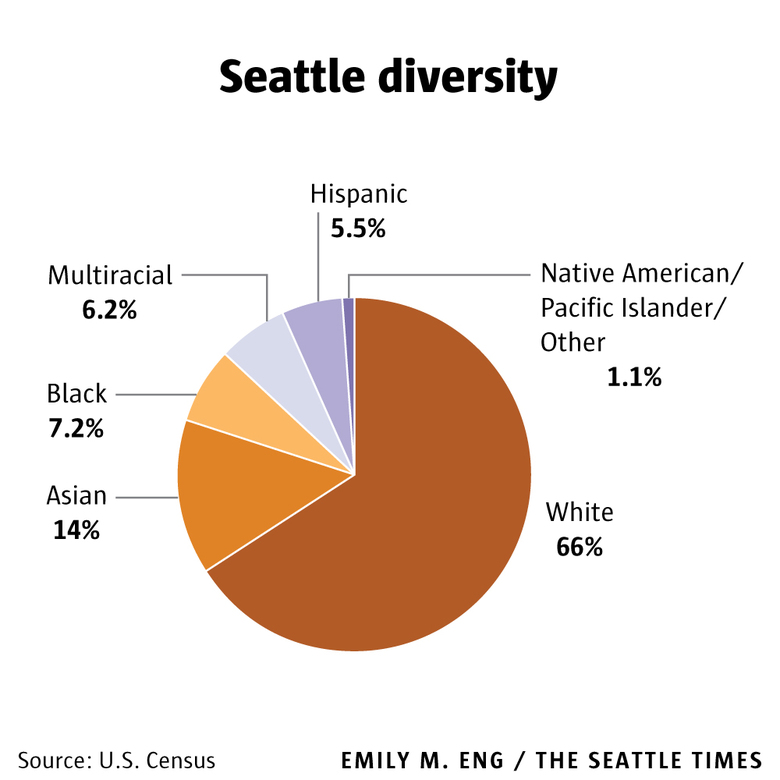 Seattle diversity
Hispanic
5.5%
Multiracial
6.2%
Native American/
Pacific Islander/
Other
1.1%
Black
7.2%
Asian
14%
White
66%
Source: U.S. Census
EMILY M. ENG / THE SEATTLE TIMES